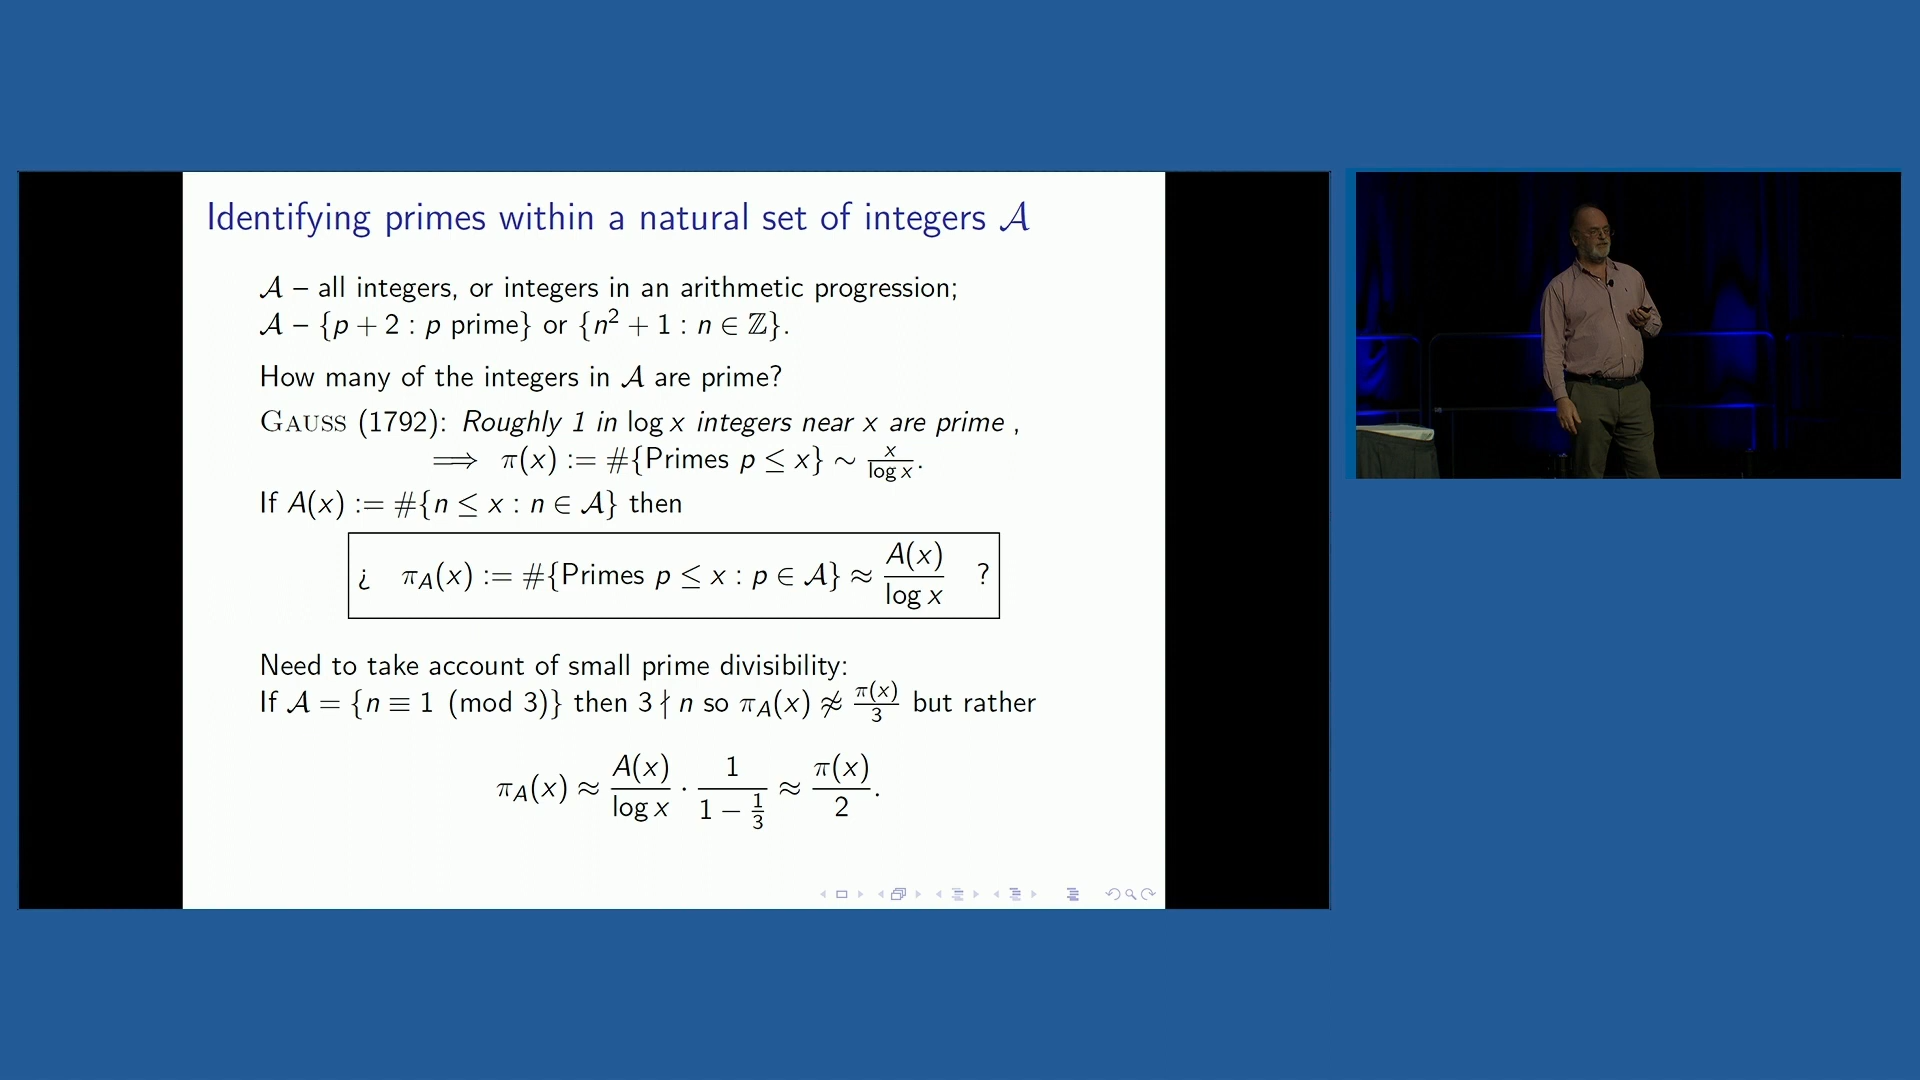 Identifying primes within a natural set of integers 𝒜
𝒜 – all integers, or integers in an arithmetic progression;
𝒜 – {p + 2 : p prime} or {n² + 1 : n ∈ ℤ}.
How many of the integers in 𝒜 are prime?
GAUSS (1792): Roughly 1 in log x integers near x are prime ,
⟹ π(x) := #{Primes p ≤ x} ∼ x/log x.
If A(x) := #{n ≤ x : n ∈ 𝒜} then
¿ π_A(x) := #{Primes p ≤ x : p ∈ 𝒜} ≈ A(x)/log x ?
Need to take account of small prime divisibility:
If 𝒜 = {n ≡ 1 (mod 3)} then 3 ∤ n so π_A(x) ≉ π(x)/3 but rather
π_A(x) ≈ A(x)/log x · 1/(1 − 1/3) ≈ π(x)/2.